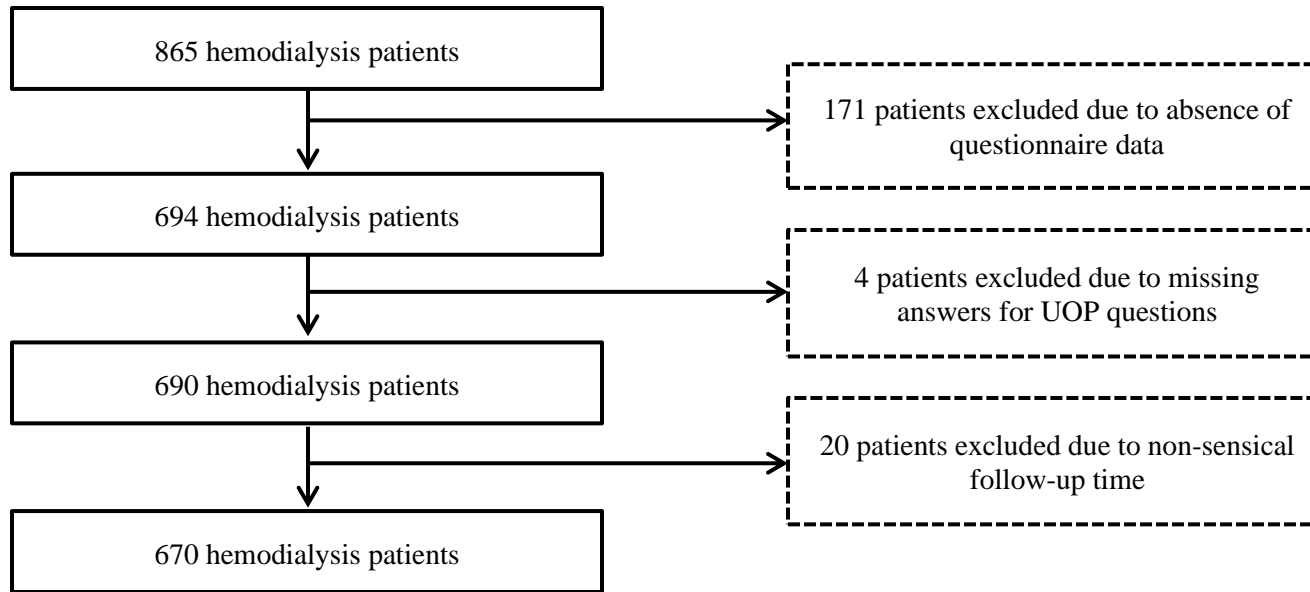 865 hemodialysis patients
171 patients excluded due to absence of
questionnaire data
694 hemodialysis patients
4 patients excluded due to missing
answers for UOP questions
690 hemodialysis patients
20 patients excluded due to non-sensical
follow-up time
670 hemodialysis patients